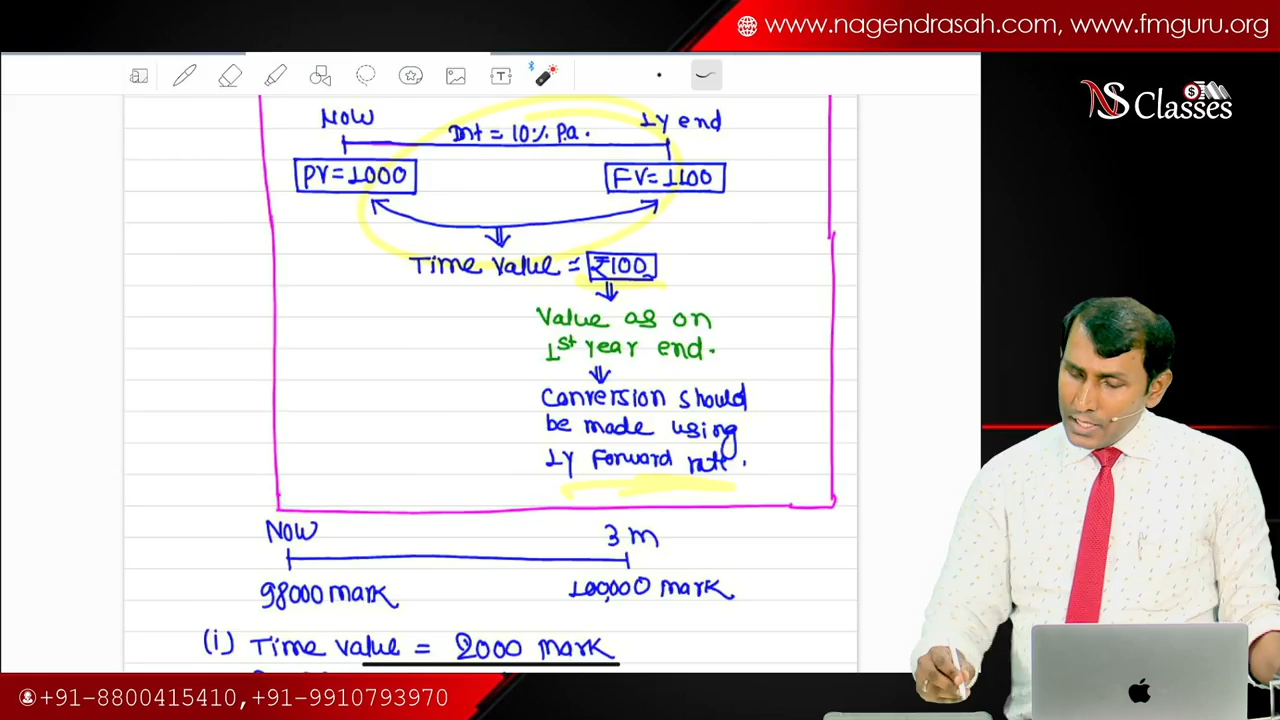 www.nagendrasah.com, www.fmguru.org
NS Classes
Now
Int = 10% P.a.
1y end
PV = 1000
FV = 1100
Time Value = ₹100
Value as on
1st year end.
Conversion should
be made using
1y Forward rate.
Now
3 m
98000 mark
100,000 mark
(i) Time value = 2000 mark
+91-8800415410,+91-9910793970